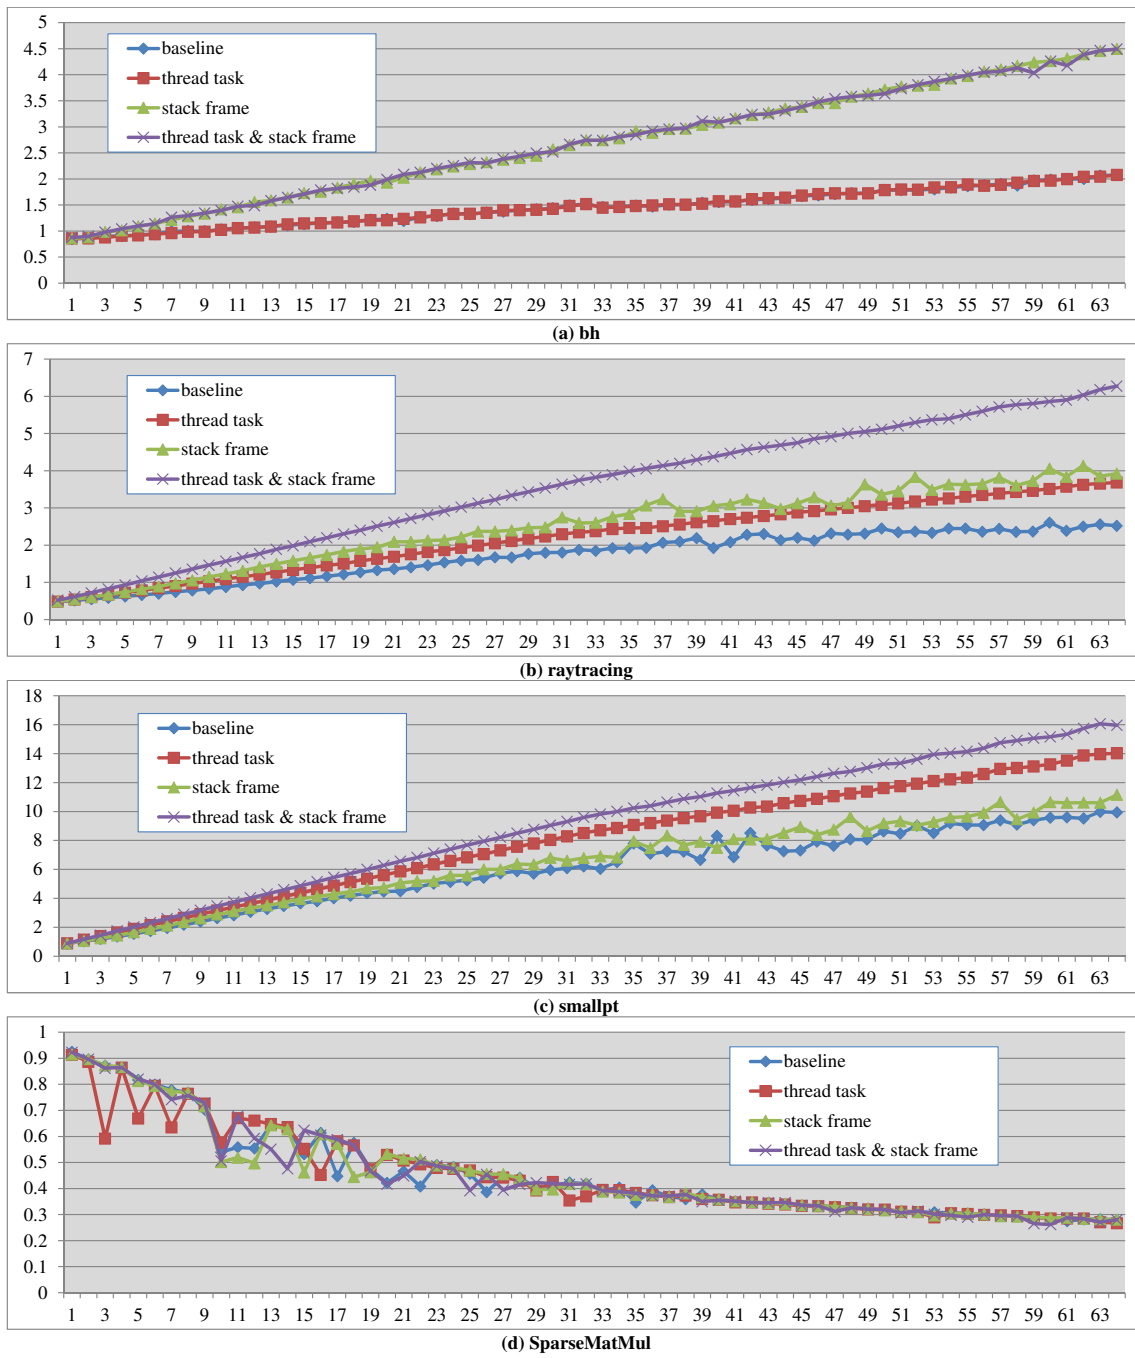 5
4.5
4
3.5
3
2.5
2
1.5
1
0.5
0
baseline
thread task
stack frame
thread task & stack frame
1 3 5 7 9 11 13 15 17 19 21 23 25 27 29 31 33 35 37 39 41 43 45 47 49 51 53 55 57 59 61 63
(a) bh
7
6
5
4
3
2
1
0
baseline
thread task
stack frame
thread task & stack frame
1 3 5 7 9 11 13 15 17 19 21 23 25 27 29 31 33 35 37 39 41 43 45 47 49 51 53 55 57 59 61 63
(b) raytracing
18
16
14
12
10
8
6
4
2
0
baseline
thread task
stack frame
thread task & stack frame
1 3 5 7 9 11 13 15 17 19 21 23 25 27 29 31 33 35 37 39 41 43 45 47 49 51 53 55 57 59 61 63
(c) smallpt
1
0.9
0.8
0.7
0.6
0.5
0.4
0.3
0.2
0.1
0
baseline
thread task
stack frame
thread task & stack frame
1 3 5 7 9 11 13 15 17 19 21 23 25 27 29 31 33 35 37 39 41 43 45 47 49 51 53 55 57 59 61 63
(d) SparseMatMul